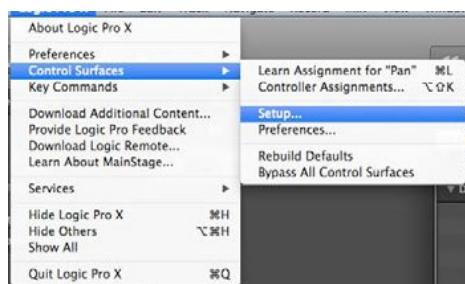 About Logic Pro X
Preferences
Control Surfaces
Key Commands
Download Additional Content...
Provide Logic Pro Feedback
Download Logic Remote...
Learn About MainStage...
Services
Hide Logic Pro X ⌘H
Hide Others ⌥⌘H
Show All
Quit Logic Pro X ⌘Q
Learn Assignment for "Pan" ⌘L
Controller Assignments... ⌥⇧K
Setup...
Preferences...
Rebuild Defaults
Bypass All Control Surfaces